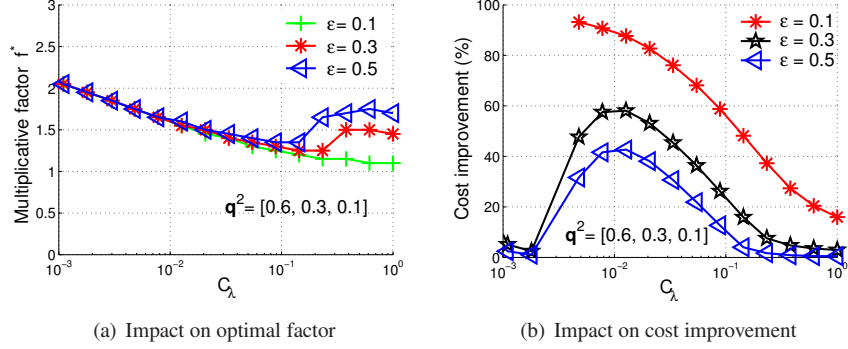 3
2.5
2
1.5
1
0.5
0
Multiplicative factor f*
ε= 0.1
ε= 0.3
ε= 0.5
q²= [0.6, 0.3, 0.1]
10⁻³
10⁻²
10⁻¹
10⁰
C_λ
(a) Impact on optimal factor
100
80
60
40
20
0
Cost improvement (%)
ε= 0.1
ε= 0.3
ε= 0.5
q²= [0.6, 0.3, 0.1]
10⁻³
10⁻²
10⁻¹
10⁰
C_λ
(b) Impact on cost improvement